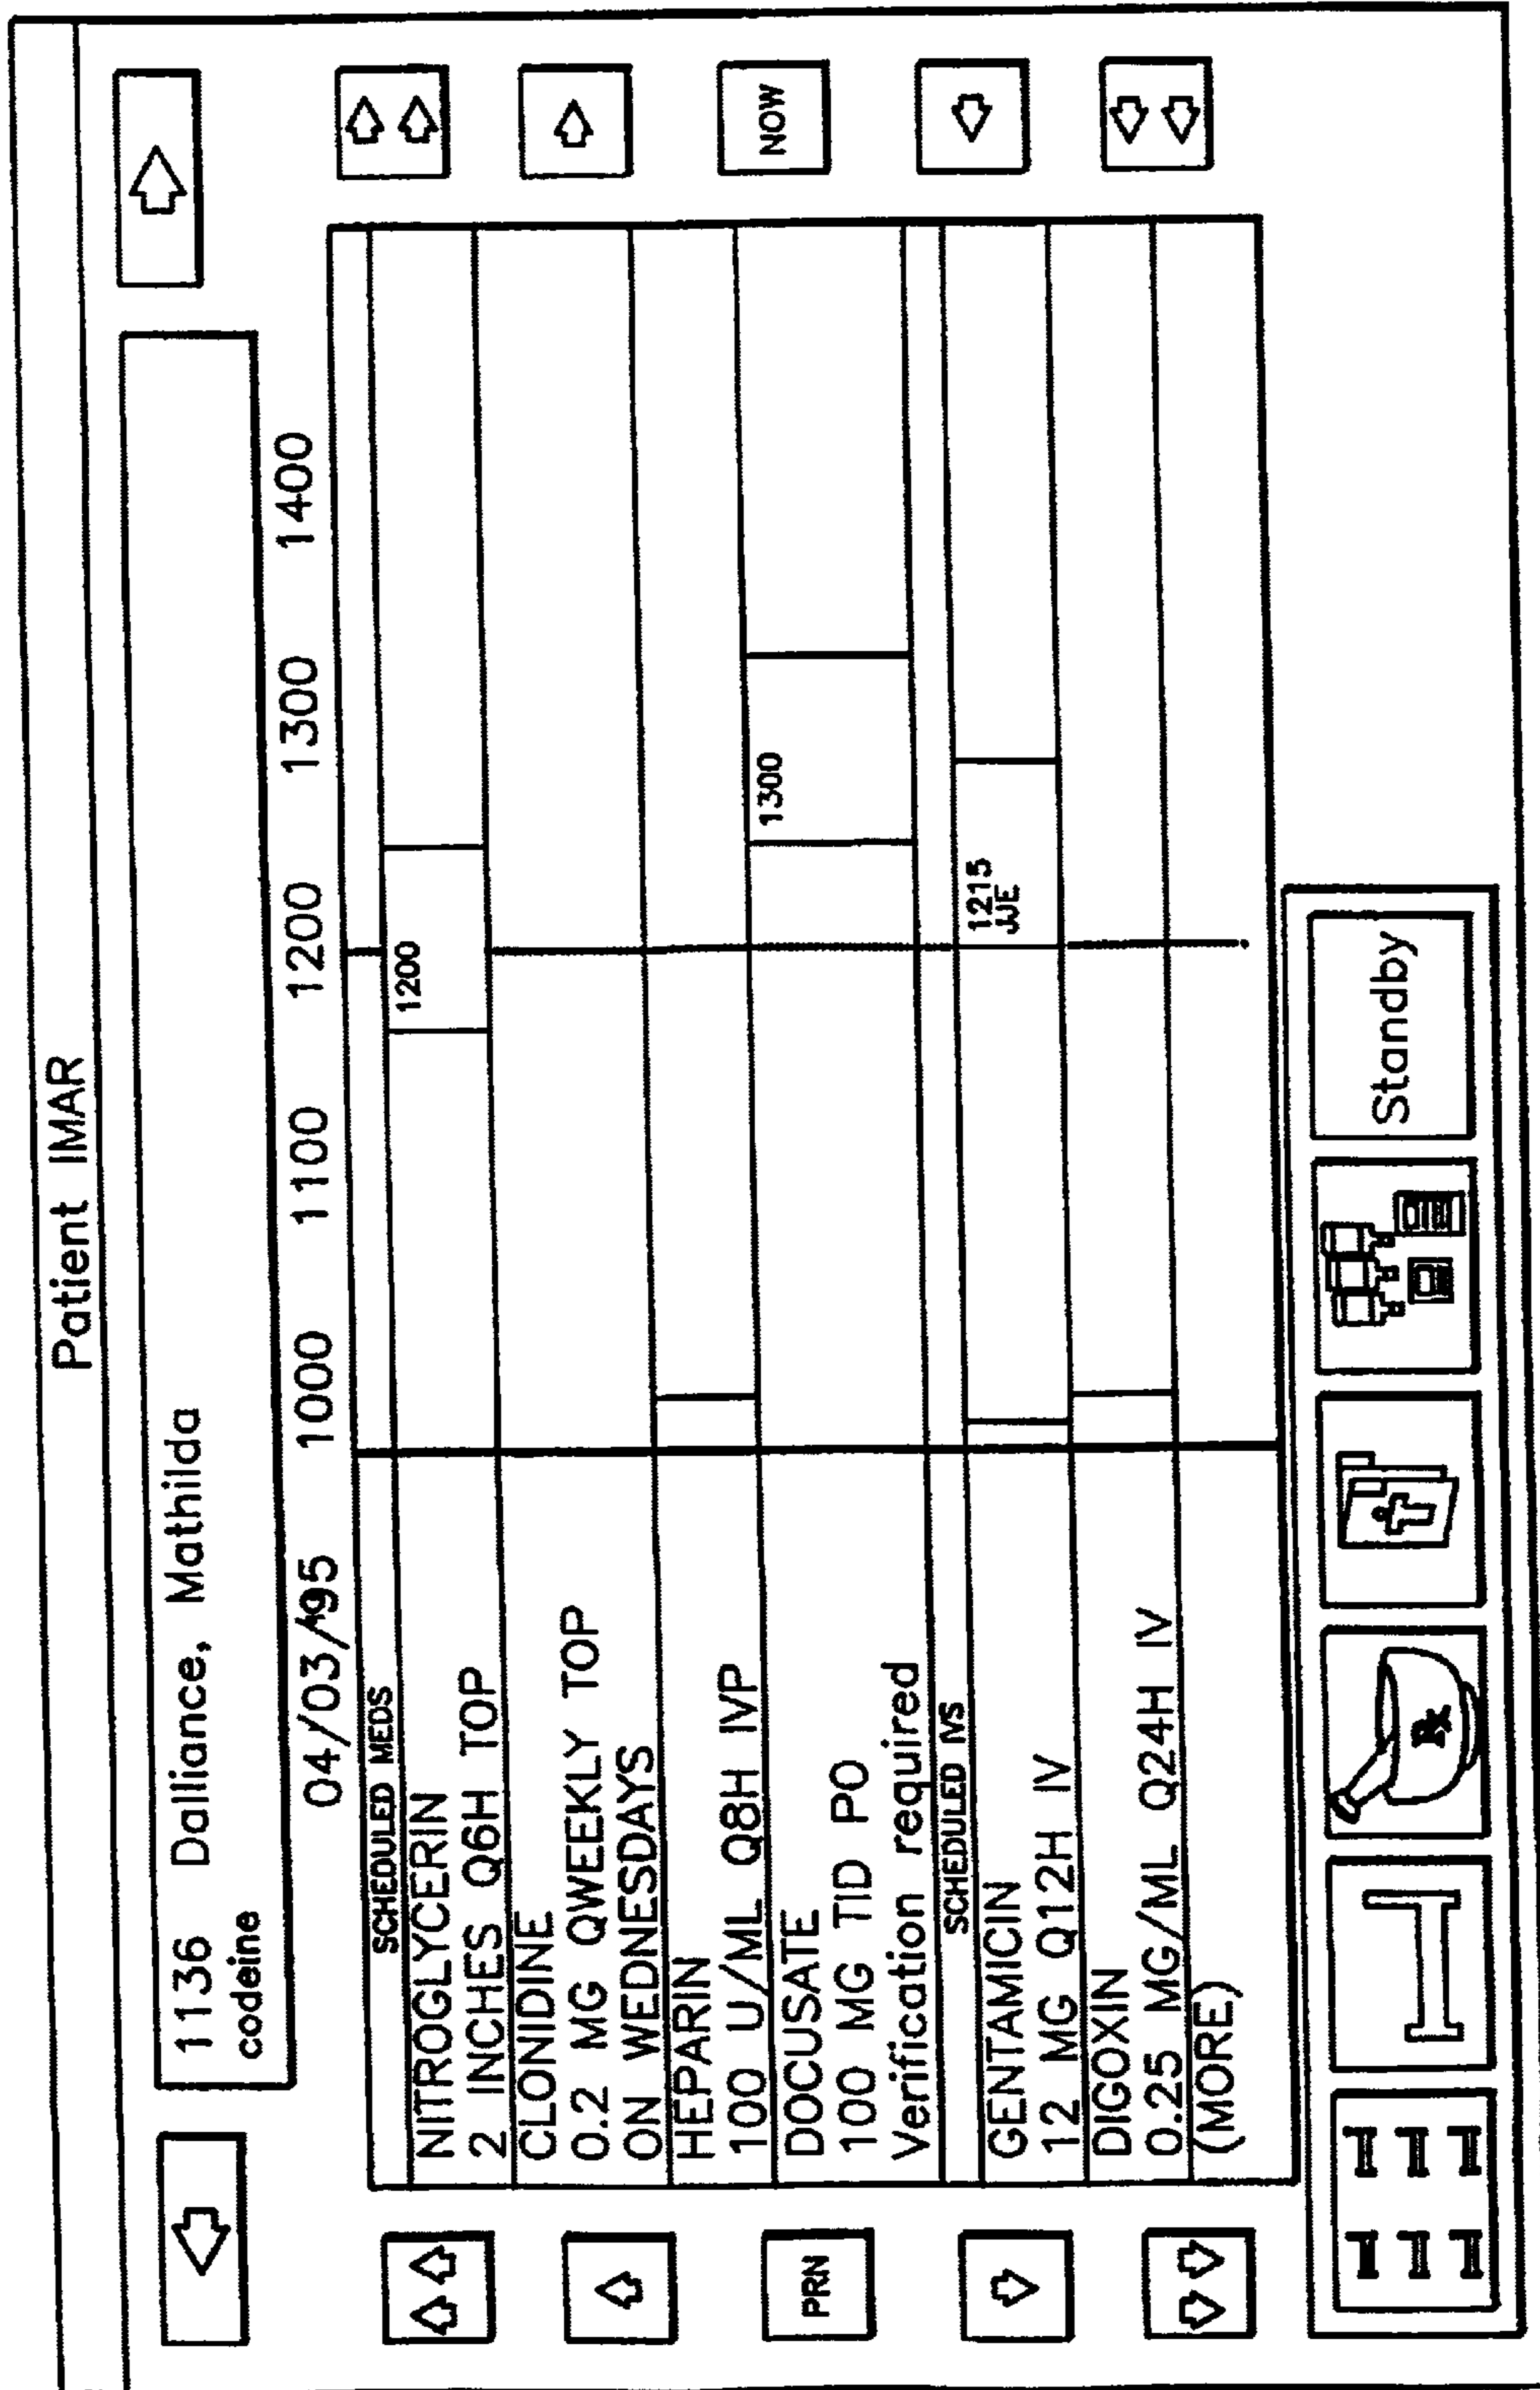 Patient IMAR
1136 Dalliance, Mathilda
codeine
04/03/95 1000 1100 1200 1300 1400
SCHEDULED MEDS
NITROGLYCERIN
2 INCHES Q6H TOP
1200
CLONIDINE
0.2 MG QWEEKLY TOP
ON WEDNESDAYS
HEPARIN
100 U/ML Q8H IVP
DOCUSATE
100 MG TID PO
Verification required
1300
SCHEDULED IVS
GENTAMICIN
12 MG Q12H IV
1215
JJE
DIGOXIN
0.25 MG/ML Q24H IV
(MORE)
PRN
NOW
Rx
Standby